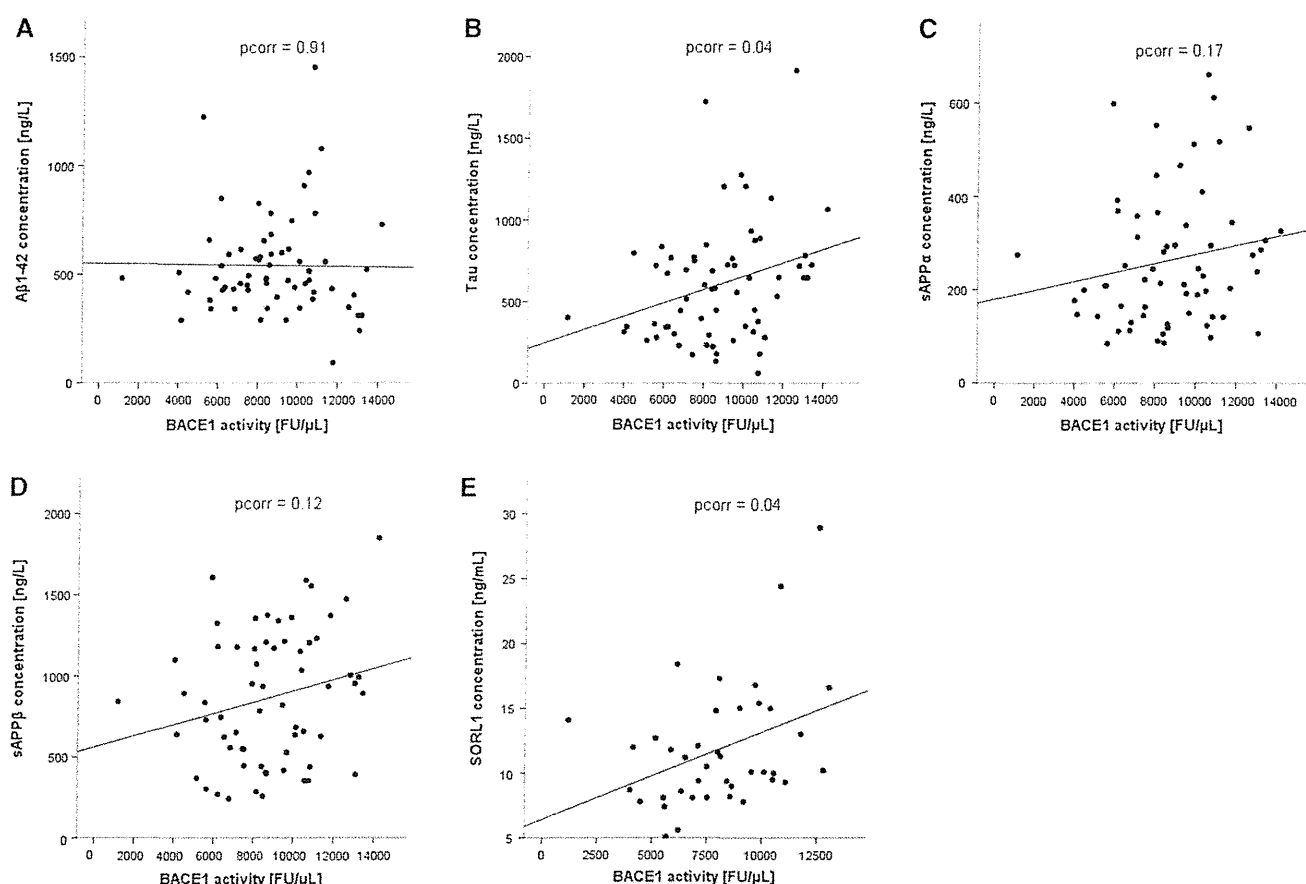 A
pcorr = 0.91
Aβ1-42 concentration [ng/L]
1500
1000
500
0
0 2000 4000 6000 8000 10000 12000 14000
BACE1 activity [FU/µL]
B
pcorr = 0.04
Tau concentration [ng/L]
2000
1500
1000
500
0
0 2000 4000 6000 8000 10000 12000 14000
BACE1 activity [FU/µL]
C
pcorr = 0.17
sAPPα concentration [ng/L]
600
400
200
0
0 2000 4000 6000 8000 10000 12000 14000
BACE1 activity [FU/µL]
D
pcorr = 0.12
sAPPβ concentration [ng/L]
2000
1500
1000
500
0
0 2000 4000 6000 8000 10000 12000 14000
BACE1 activity [FU/µL]
E
pcorr = 0.04
SORL1 concentration [ng/mL]
30
25
20
15
10
5
0 2500 5000 7500 10000 12500
BACE1 activity [FU/µL]